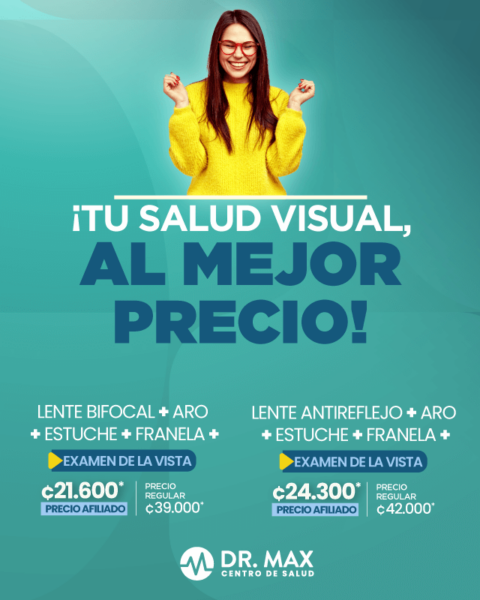 ¡TU SALUD VISUAL,
AL MEJOR
PRECIO!
LENTE BIFOCAL + ARO
+ ESTUCHE + FRANELA +
EXAMEN DE LA VISTA
¢21.600*
PRECIO AFILIADO
PRECIO
REGULAR
¢39.000*
LENTE ANTIREFLEJO + ARO
+ ESTUCHE + FRANELA +
EXAMEN DE LA VISTA
¢24.300*
PRECIO AFILIADO
PRECIO
REGULAR
¢42.000*
DR. MAX
CENTRO DE SALUD